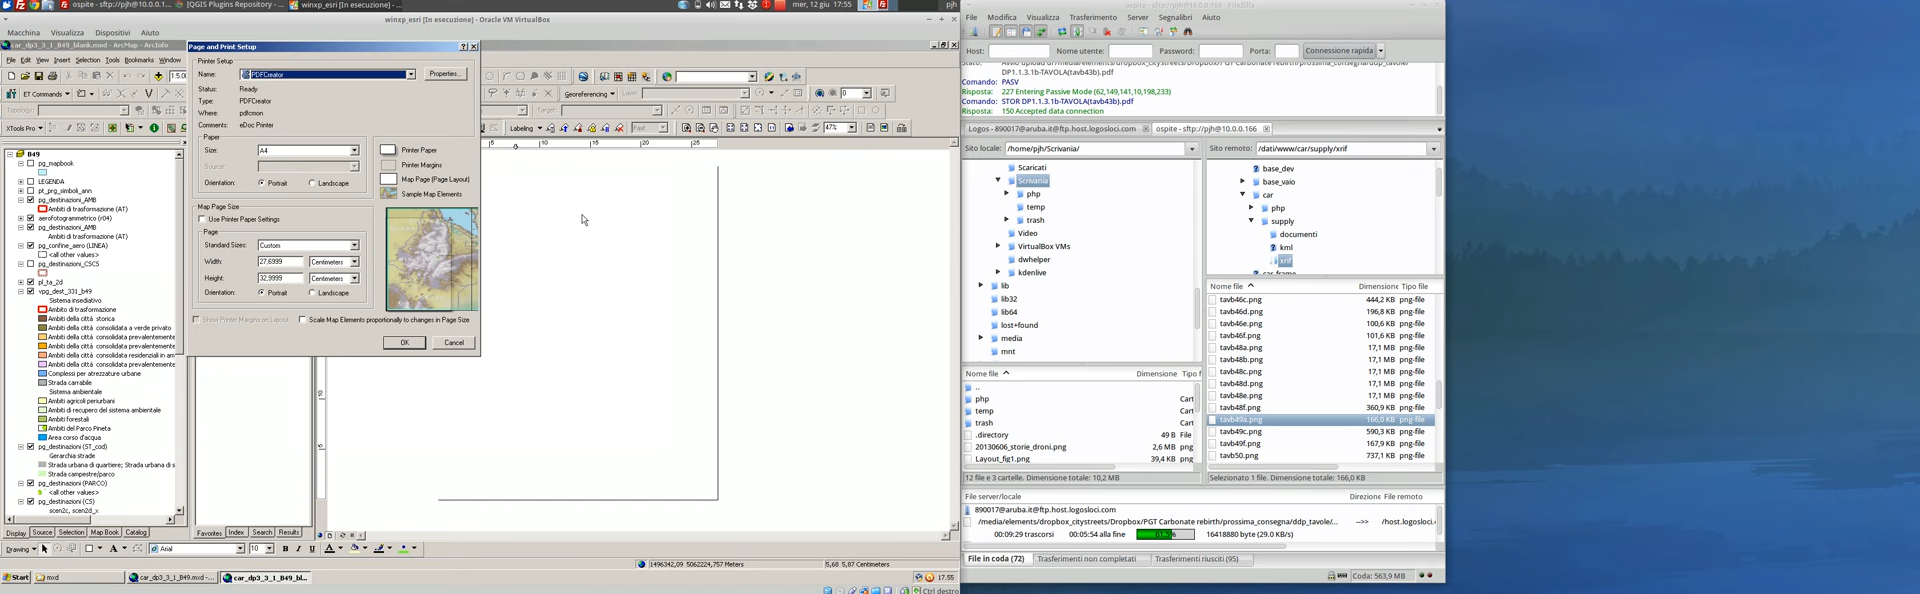 pjh@10.0.0.1...
[QGIS Plugins Repository - ...
winxp_esri [In esecuzione] ...
mer, 12 giu
17:55
pjh
winxp_esri [In esecuzione] - Oracle VM VirtualBox
Macchina Visualizza Dispositivi Aiuto
car_dp3_3_1_B49_blank.mxd - ArcMap - ArcInfo
File Edit View Insert Selection Tools Bookmarks Window
ET Commands
Topology:
XTools Pro
Georeferencing Layer:
Target:
Labeling
Fast
47%
Page and Print Setup
Printer Setup
Name: PDFCreator Properties...
Status: Ready
Type: PDFCreator
Where: pdfcmon
Comments: eDoc Printer
Paper
Size: A4
Source:
Orientation: Portrait Landscape
Printer Paper
Printer Margins
Map Page (Page Layout)
Sample Map Elements
Map Page Size
Use Printer Paper Settings
Page
Standard Sizes: Custom
Width: 27,6999 Centimeters
Height: 32,9999 Centimeters
Orientation: Portrait Landscape
Show Printer Margins on Layout
Scale Map Elements proportionally to changes in Page Size
OK Cancel
B49
pg_mapbook
LEGENDA
pt_prg_simboli_ann
pg_destinazioni_AMB
Ambiti di trasformazione (AT)
aerofotogrammetrico (r04)
pg_destinazioni_AMB
Ambiti di trasformazione (AT)
pg_confine_aero (LINEA)
<all other values>
pg_destinazioni_CSCS
pl_ta_2d
vpg_dest_331_b49
Sistema insediativo
Ambito di trasformazione
Ambiti della città storica
Ambiti della città consolidata a verde privato
Ambiti della città consolidata prevalentemente
Ambiti della città consolidata prevalentemente
Ambiti della città consolidati residenziali in am
Ambiti della città consolidata prevalentemente
Complessi per atrezzature urbane
Strada carrabile
Sistema ambientale
Ambiti agricoli periurbani
Ambiti di recupero del sistema ambientale
Ambiti forestali
Ambiti del Parco Pineta
Area corso d'acqua
pg_destinazioni (ST_cod)
Gerarchia strade
Strada urbana di quartiere; Strada urbana di s
Strada campestre/parco
pg_destinazioni (PARCO)
<all other values>
pg_destinazioni (CS)
scen2c, scen2d_x
Display Source Selection Map Book Catalog
Favorites Index Search Results
Drawing Arial 10 B I U
1496342,09 5062224,757 Meters
5,68 5,87 Centimeters
Start mxd car_dp3_3_1_B49.mxd -... car_dp3_3_1_B49_bl...
17.55
Ctrl destro
ospite - sftp://pjh@10.0.0.166 - FileZilla
File Modifica Visualizza Trasferimento Server Segnalibri Aiuto
Host: Nome utente: Password: Porta: Connessione rapida
DP1.1.3.1b-TAVOLA(tavb43b).pdf
Comando: PASV
Risposta: 227 Entering Passive Mode (62,149,141,10,198,233)
Comando: STOR DP1.1.3.1b-TAVOLA(tavb43b).pdf
Risposta: 150 Accepted data connection
Logos - 890017@aruba.it@ftp.host.logosloci.com
ospite - sftp://pjh@10.0.0.166
Sito locale: /home/pjh/Scrivania/
Scaricati
Scrivania
php
temp
trash
Video
VirtualBox VMs
dwhelper
kdenlive
lib
lib32
lib64
lost+found
media
mnt
Sito remoto: /dati/www/car/supply/xrif
base_dev
base_vaio
car
php
supply
documenti
kml
xrif
car_frame
Nome file Dimensione Tipo f
..
php Cart
temp Cart
trash Cart
.directory 49 B File
20130606_storie_droni.png 2,6 MB png
Layout_fig1.png 39,4 KB png
12 file e 3 cartelle. Dimensione totale: 10,2 MB
Nome file Dimensione Tipo file
tavb46c.png 444,2 KB png-file
tavb46d.png 196,8 KB png-file
tavb46e.png 100,6 KB png-file
tavb46f.png 101,6 KB png-file
tavb48a.png 17,1 MB png-file
tavb48b.png 17,1 MB png-file
tavb48c.png 17,1 MB png-file
tavb48d.png 17,1 MB png-file
tavb48e.png 17,1 MB png-file
tavb48f.png 360,9 KB png-file
tavb49a.png 166,0 KB png-file
tavb49c.png 590,3 KB png-file
tavb49f.png 167,9 KB png-file
tavb50.png 737,1 KB png-file
Selezionato 1 file. Dimensione totale: 166,0 KB
File server/locale Direzione File remoto
890017@aruba.it@ftp.host.logosloci.com
/media/elements/dropbox_citystreets/Dropbox/PGT Carbonate rebirth/prossima_consegna/ddp_tavole/... -->> /host.logosloci.c
00:09:29 trascorsi 00:05:54 alla fine 16418880 byte (29.0 KB/s)
File in coda (72) Trasferimenti non completati Trasferimenti riusciti (95)
Coda: 563,9 MB